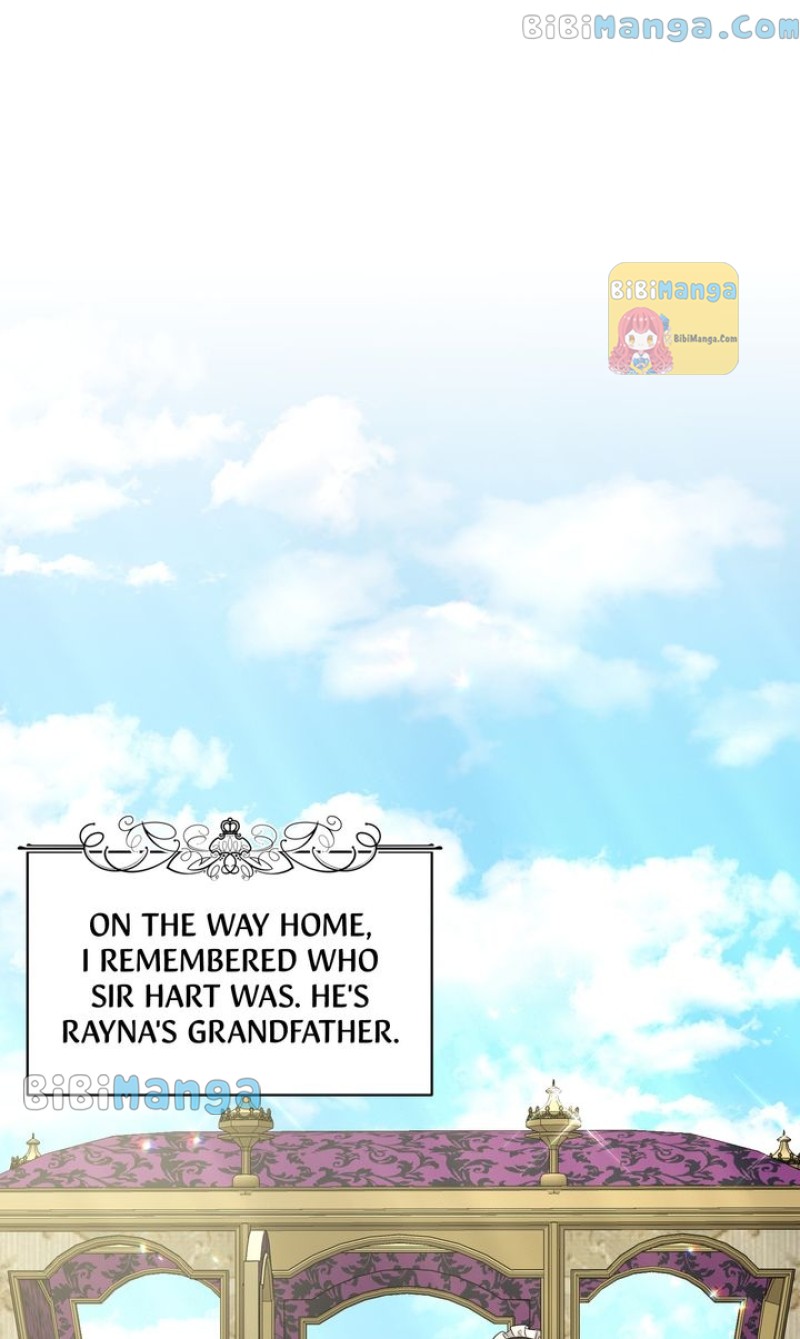 BiBiManga.Com
BiBiManga
BibiManga.Com
ON THE WAY HOME,
I REMEMBERED WHO
SIR HART WAS. HE'S
RAYNA'S GRANDFATHER.
BiBiManga